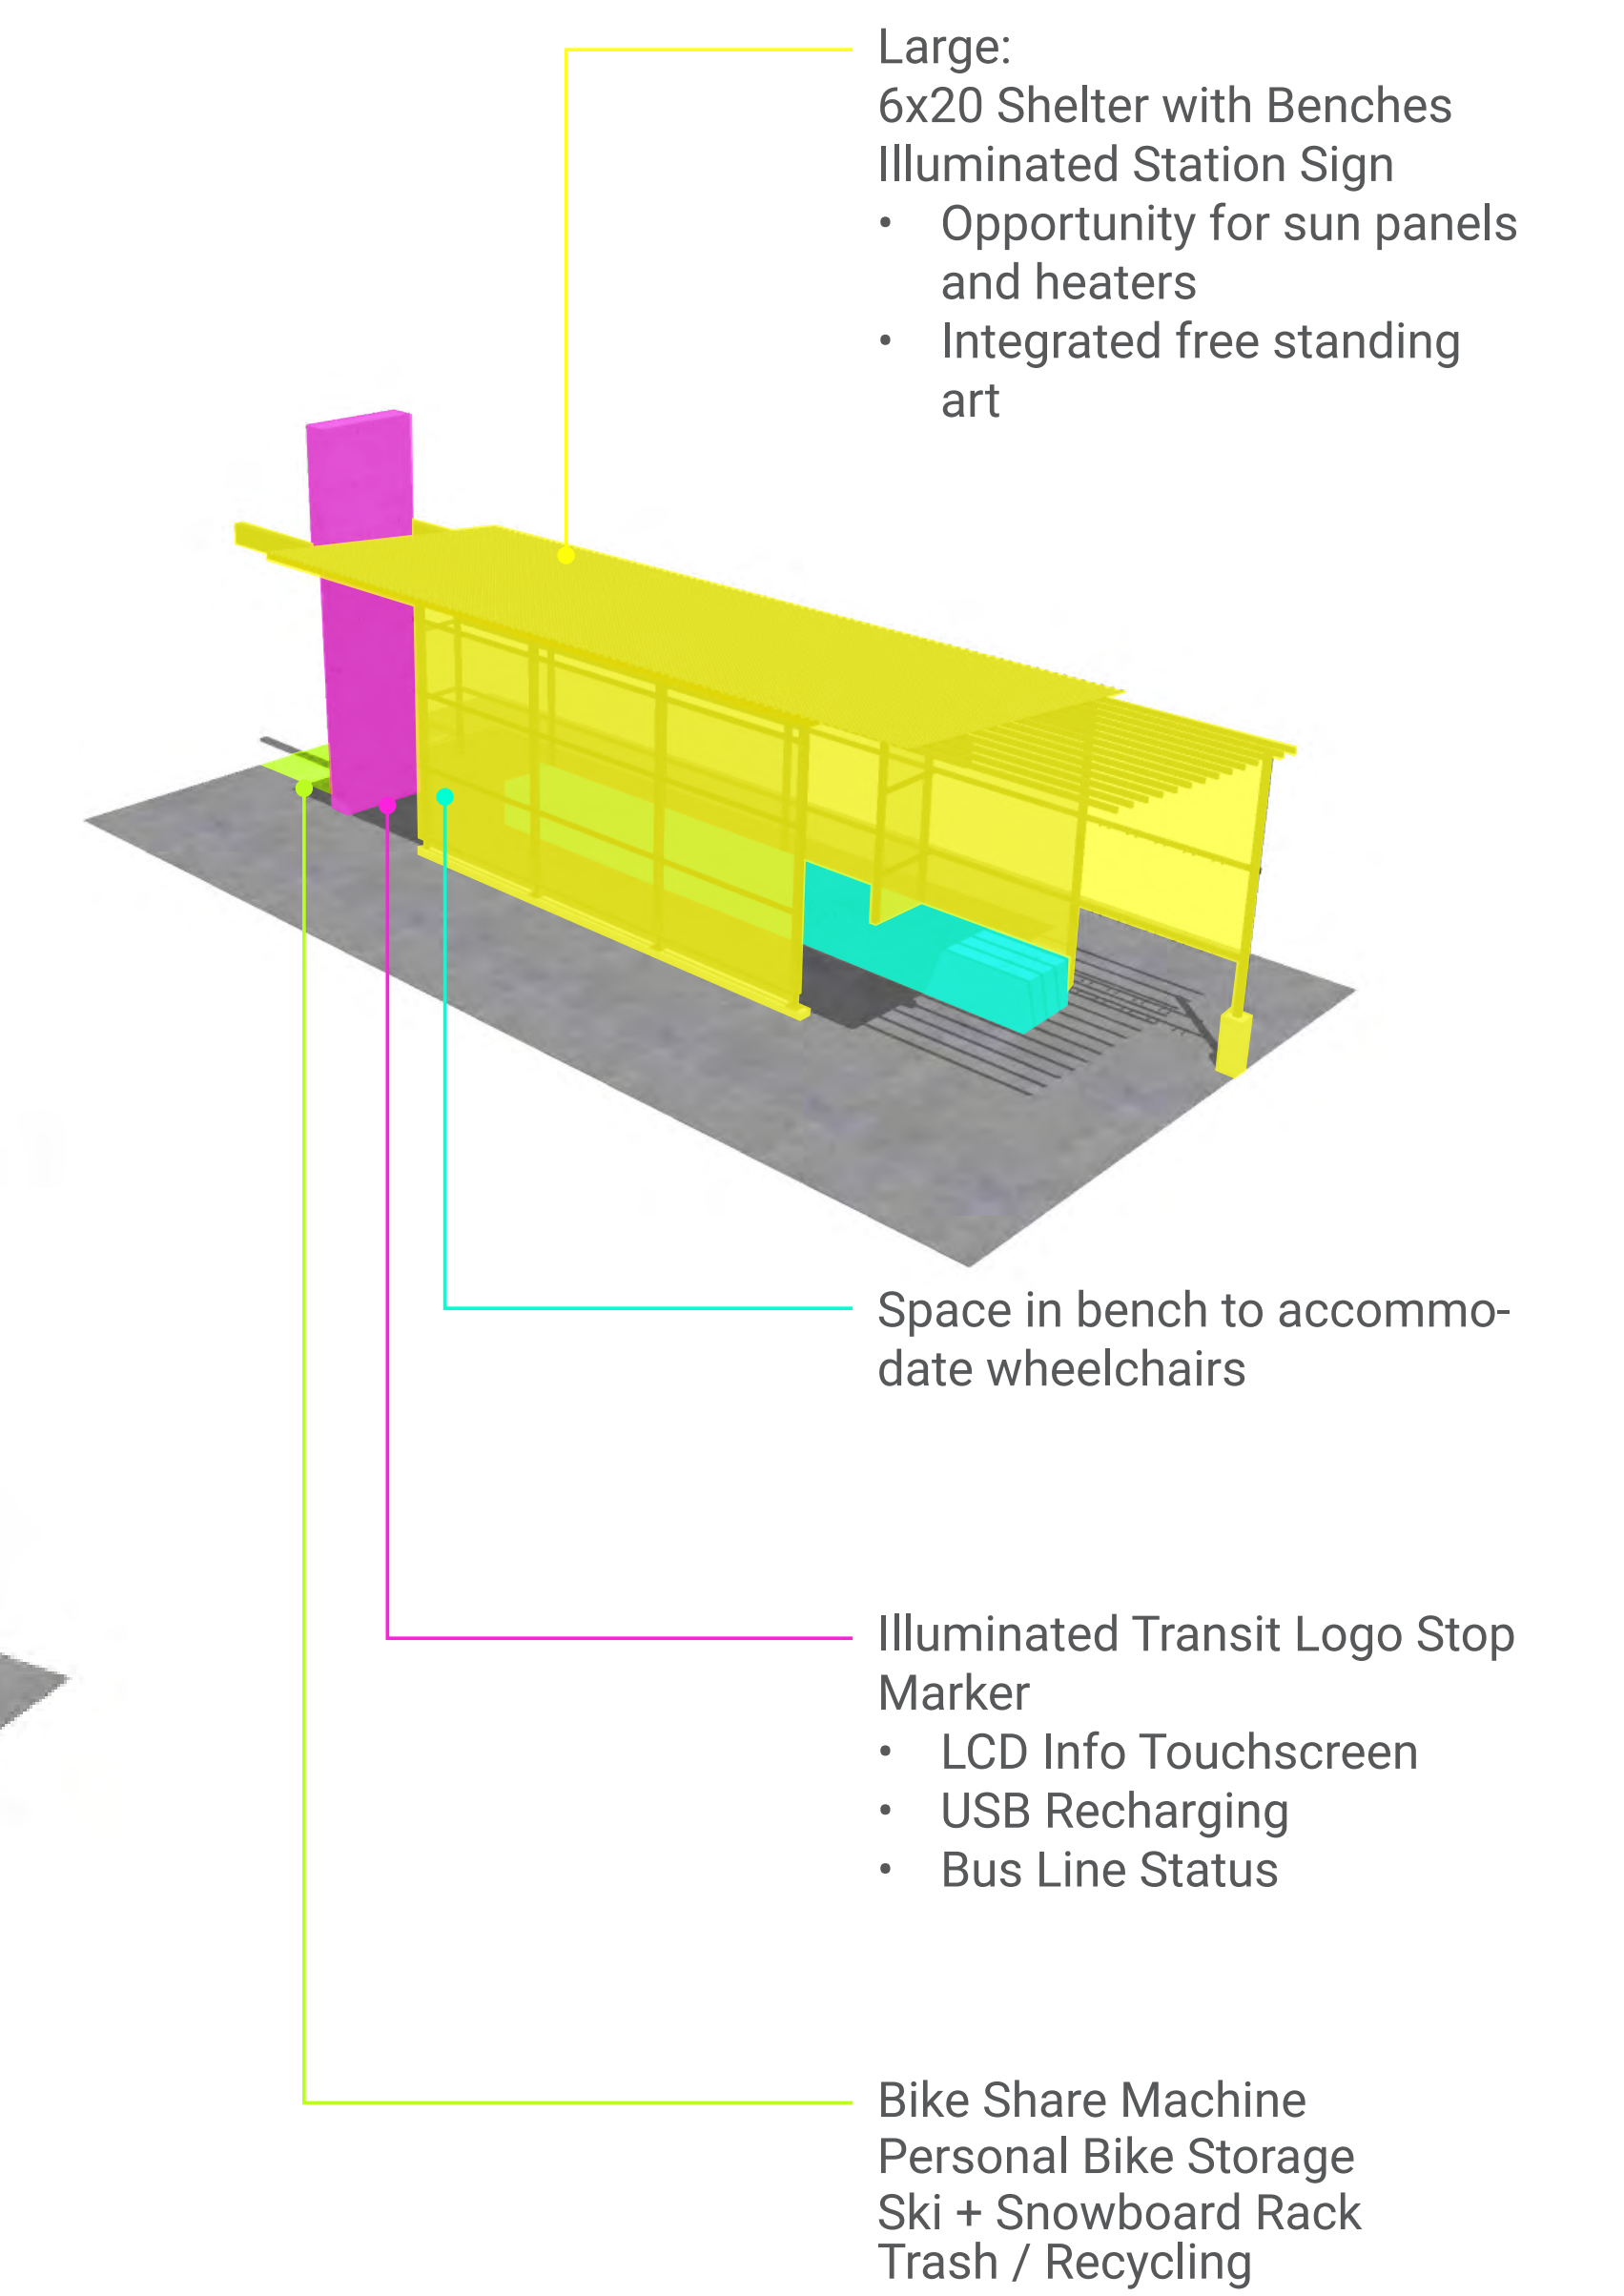 Large:
6x20 Shelter with Benches
Illuminated Station Sign
• Opportunity for sun panels
and heaters
• Integrated free standing
art
Space in bench to accommo-
date wheelchairs
Illuminated Transit Logo Stop
Marker
• LCD Info Touchscreen
• USB Recharging
• Bus Line Status
Bike Share Machine
Personal Bike Storage
Ski + Snowboard Rack
Trash / Recycling